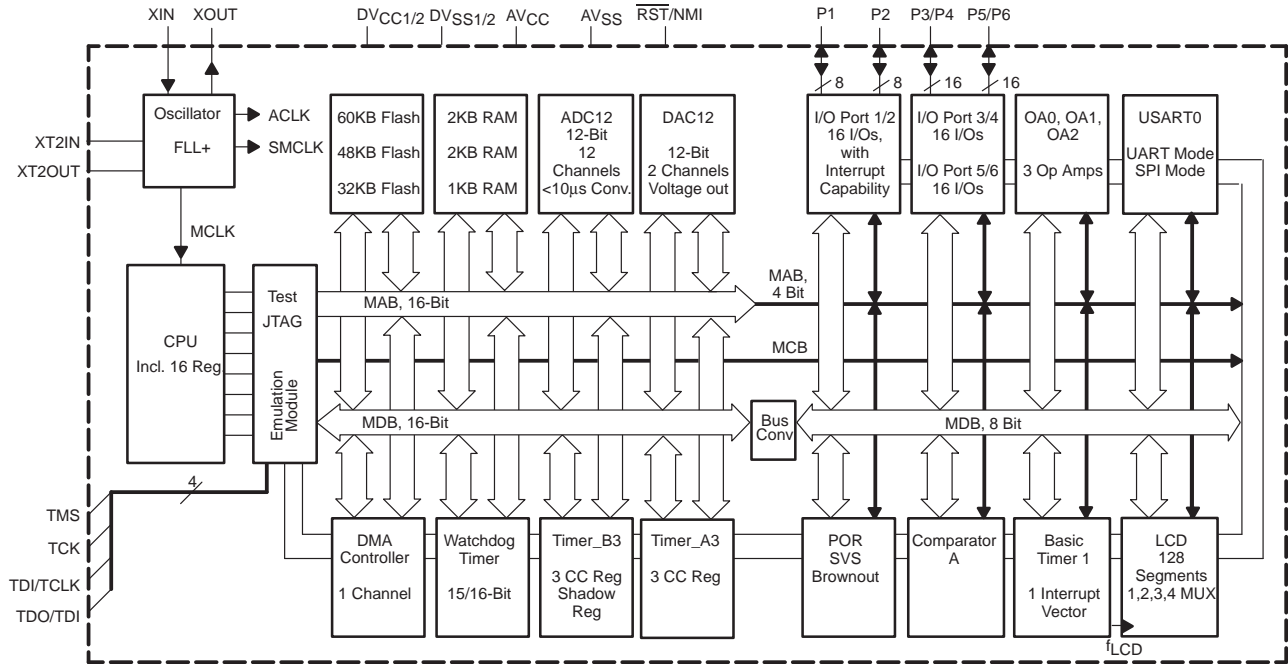 XIN XOUT DVCC1/2 DVSS1/2 AVCC AVSS RST/NMI P1 P2 P3/P4 P5/P6
8 8 16 16
Oscillator
FLL+
ACLK
SMCLK
XT2IN
XT2OUT
MCLK
60KB Flash
48KB Flash
32KB Flash
2KB RAM
2KB RAM
1KB RAM
ADC12
12-Bit
12
Channels
<10µs Conv.
DAC12
12-Bit
2 Channels
Voltage out
I/O Port 1/2
16 I/Os,
with
Interrupt
Capability
I/O Port 3/4
16 I/Os
I/O Port 5/6
16 I/Os
OA0, OA1,
OA2
3 Op Amps
USART0
UART Mode
SPI Mode
CPU
Incl. 16 Reg.
Test
JTAG
Emulation
Module
MAB, 16-Bit
MAB,
4 Bit
MCB
MDB, 16-Bit
Bus
Conv
MDB, 8 Bit
4
TMS
TCK
TDI/TCLK
TDO/TDI
DMA
Controller
1 Channel
Watchdog
Timer
15/16-Bit
Timer_B3
3 CC Reg
Shadow
Reg
Timer_A3
3 CC Reg
POR
SVS
Brownout
Comparator
A
Basic
Timer 1
1 Interrupt
Vector
LCD
128
Segments
1,2,3,4 MUX
fLCD